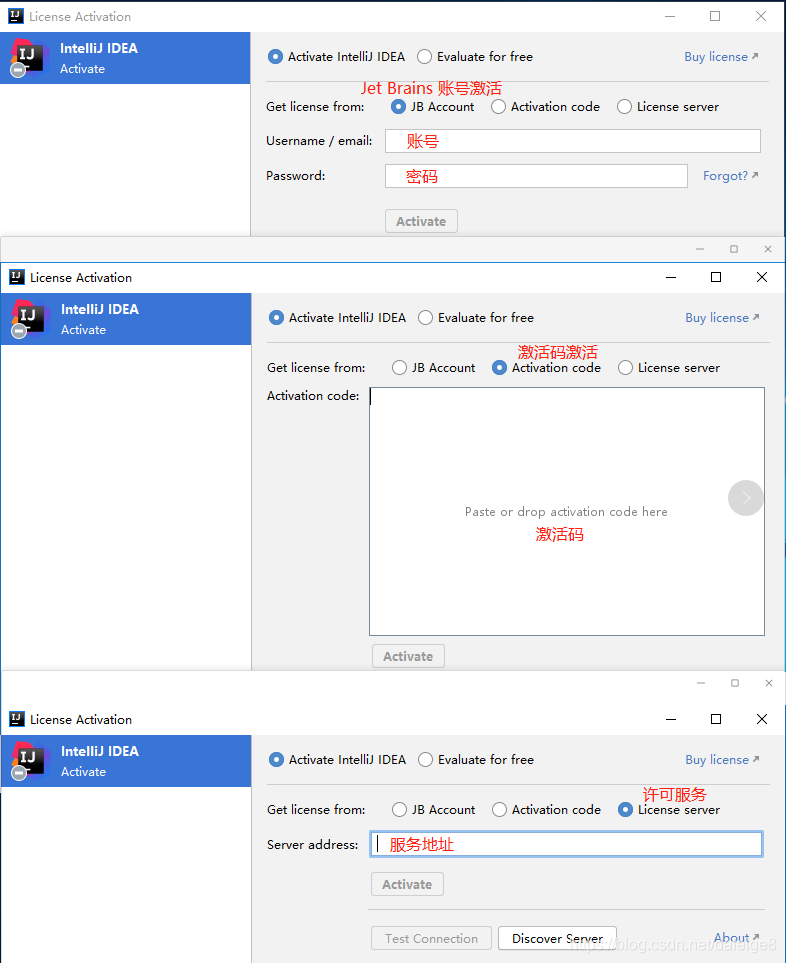 License Activation
IntelliJ IDEA
Activate
Activate IntelliJ IDEA Evaluate for free Buy license
Jet Brains 账号激活
Get license from: JB Account Activation code License server
Username / email: 账号
Password: 密码 Forgot?
Activate
License Activation
IntelliJ IDEA
Activate
Activate IntelliJ IDEA Evaluate for free Buy license
激活码激活
Get license from: JB Account Activation code License server
Activation code:
Paste or drop activation code here
激活码
Activate
License Activation
IntelliJ IDEA
Activate
Activate IntelliJ IDEA Evaluate for free Buy license
许可服务
Get license from: JB Account Activation code License server
Server address: 服务地址
Activate
Test Connection Discover Server About